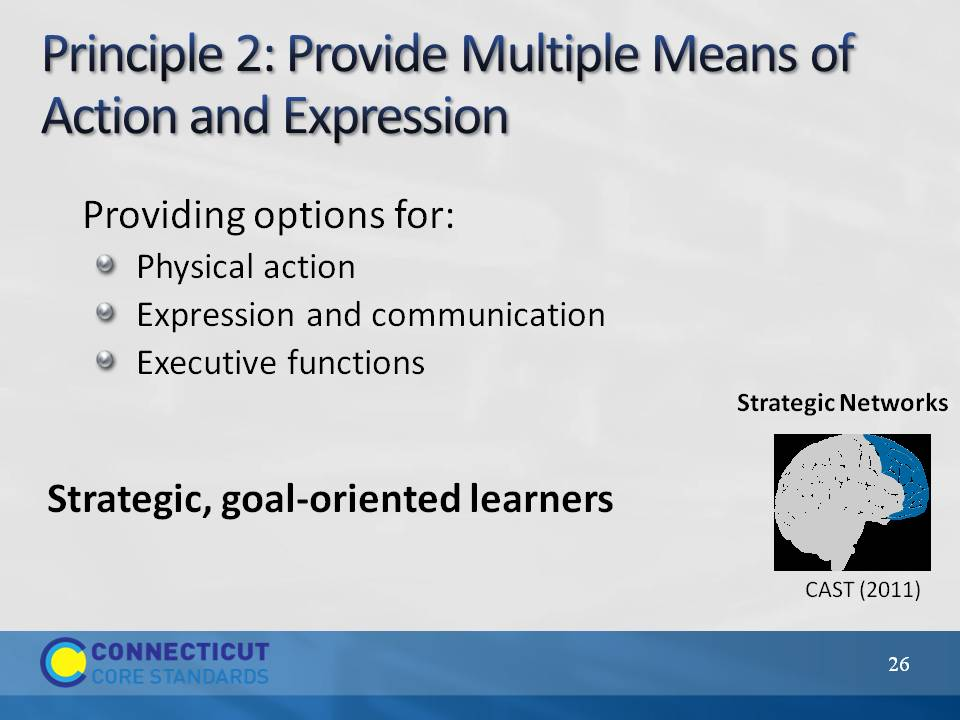 Principle 2: Provide Multiple Means of
Action and Expression
Providing options for:
Physical action
Expression and communication
Executive functions
Strategic Networks
Strategic, goal-oriented learners
CAST (2011)
CONNECTICUT
CORE STANDARDS
26